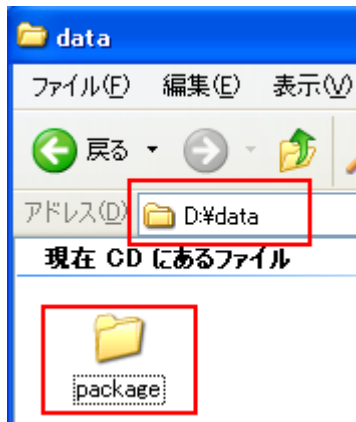 data
ファイル(F) 編集(E) 表示(V)
戻る
アドレス(D) D:¥data
現在 CD にあるファイル
package